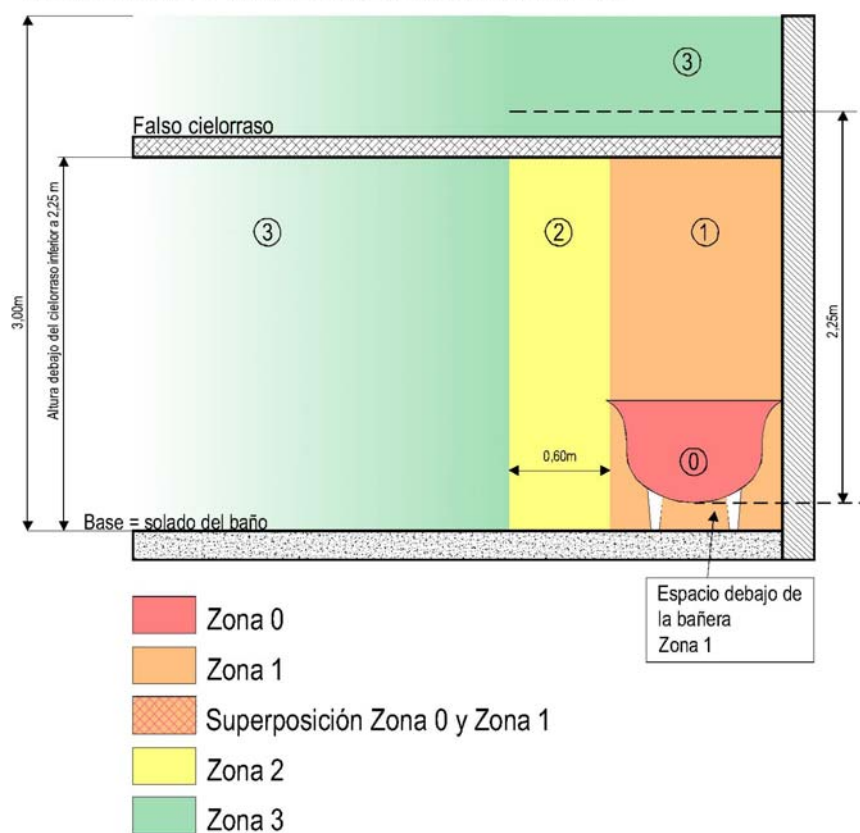 ③
Falso cielorraso
3,00m
Altura debajo del cielorraso inferior a 2,25 m
③
②
①
2,25m
0,60m
⓪
Base = solado del baño
Espacio debajo de
la bañera
Zona 1
Zona 0
Zona 1
Superposición Zona 0 y Zona 1
Zona 2
Zona 3